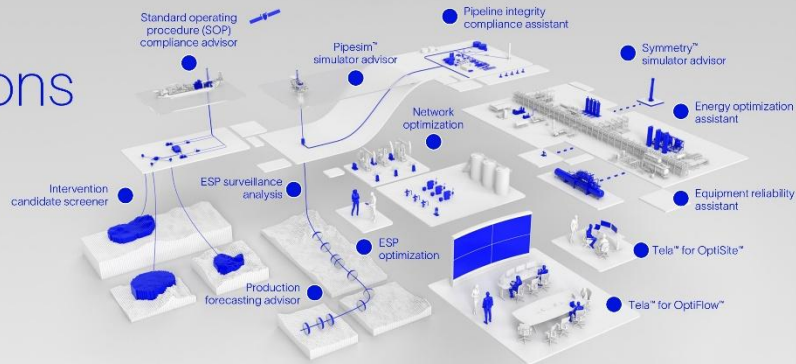 ons
Standard operating
procedure (SOP)
compliance advisor
Pipeline integrity
compliance assistant
Pipesim™
simulator advisor
Symmetry™
simulator advisor
Energy optimization
assistant
Network
optimization
Intervention
candidate screener
ESP surveillance
analysis
Equipment reliability
assistant
ESP
optimization
Tela™ for OptiSite™
Production
forecasting advisor
Tela™ for OptiFlow™